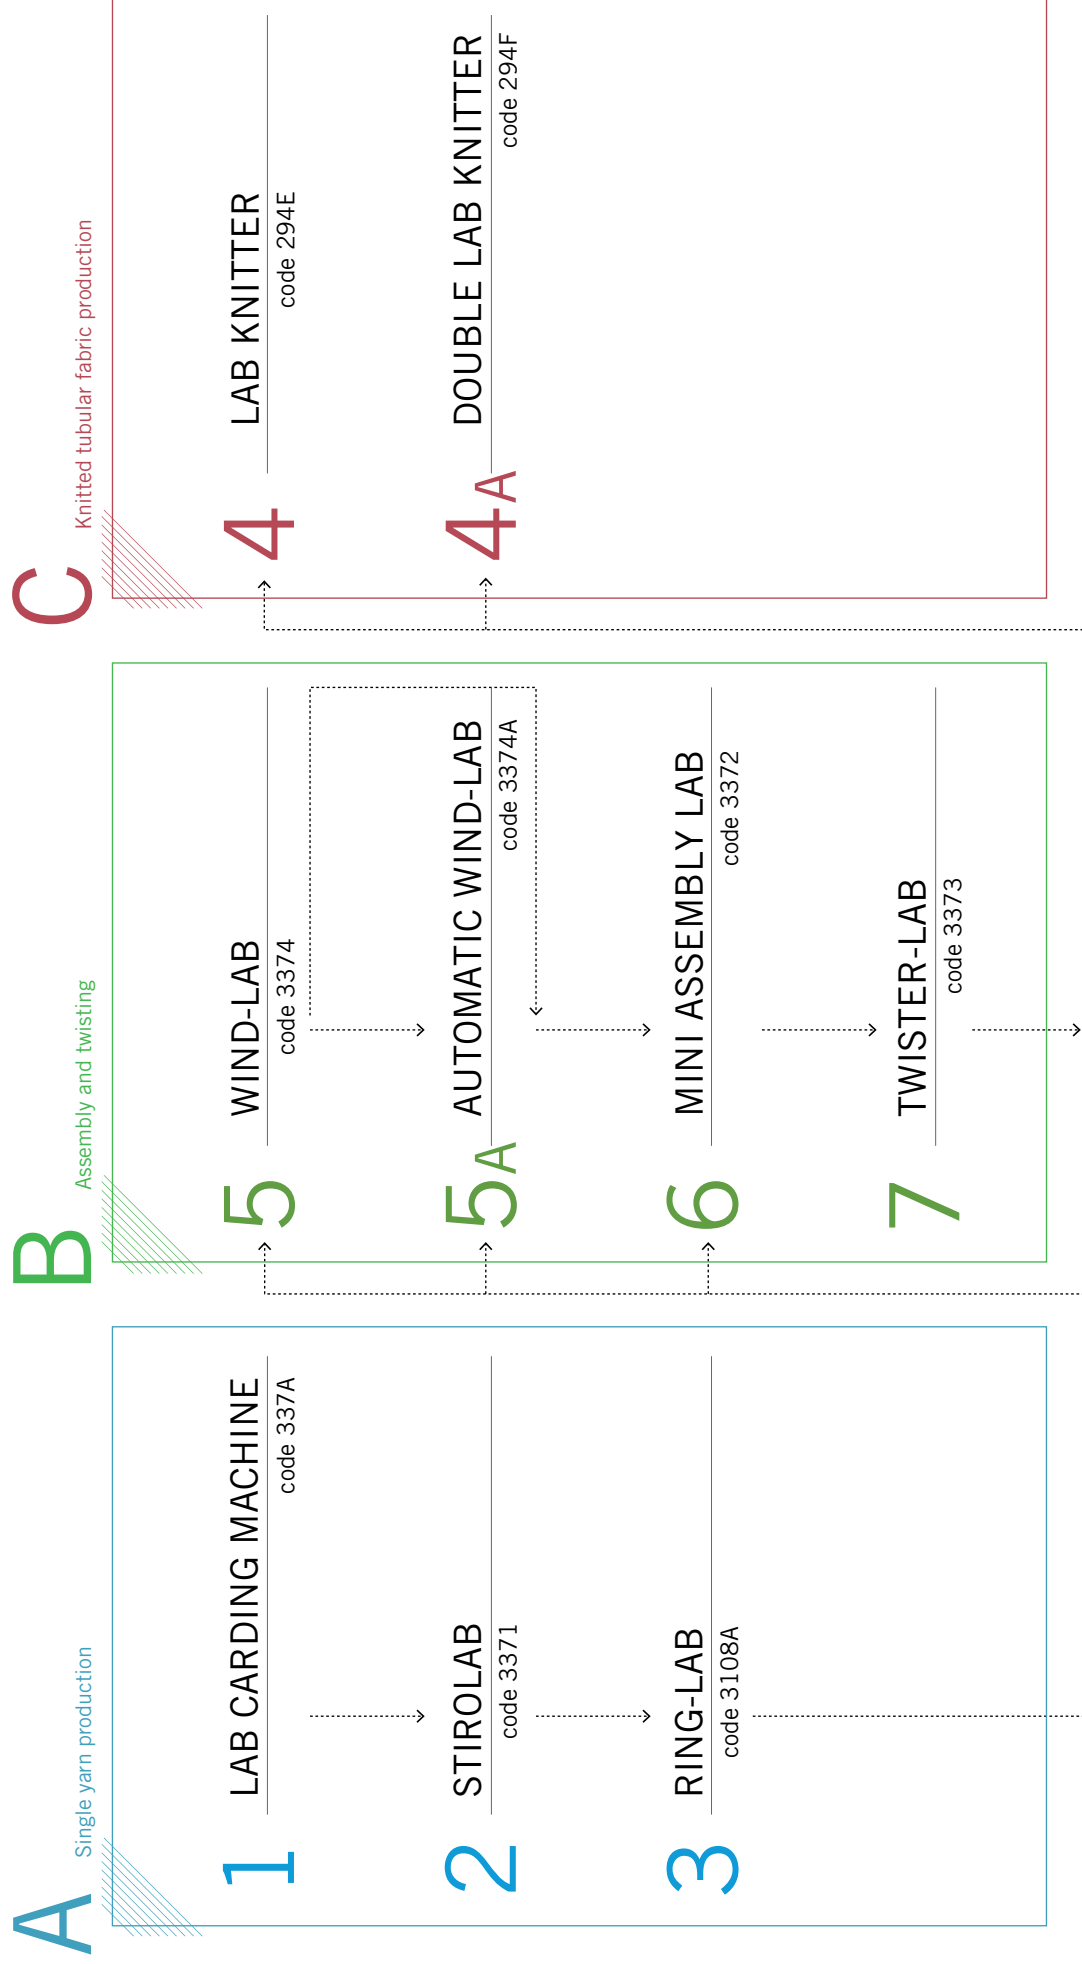 A
Single yarn production
1
LAB CARDING MACHINE
code 337A
2
STIROLAB
code 3371
3
RING-LAB
code 3108A
B
Assembly and twisting
5
WIND-LAB
code 3374
5A
AUTOMATIC WIND-LAB
code 3374A
6
MINI ASSEMBLY LAB
code 3372
7
TWISTER-LAB
code 3373
C
Knitted tubular fabric production
4
LAB KNITTER
code 294E
4A
DOUBLE LAB KNITTER
code 294F